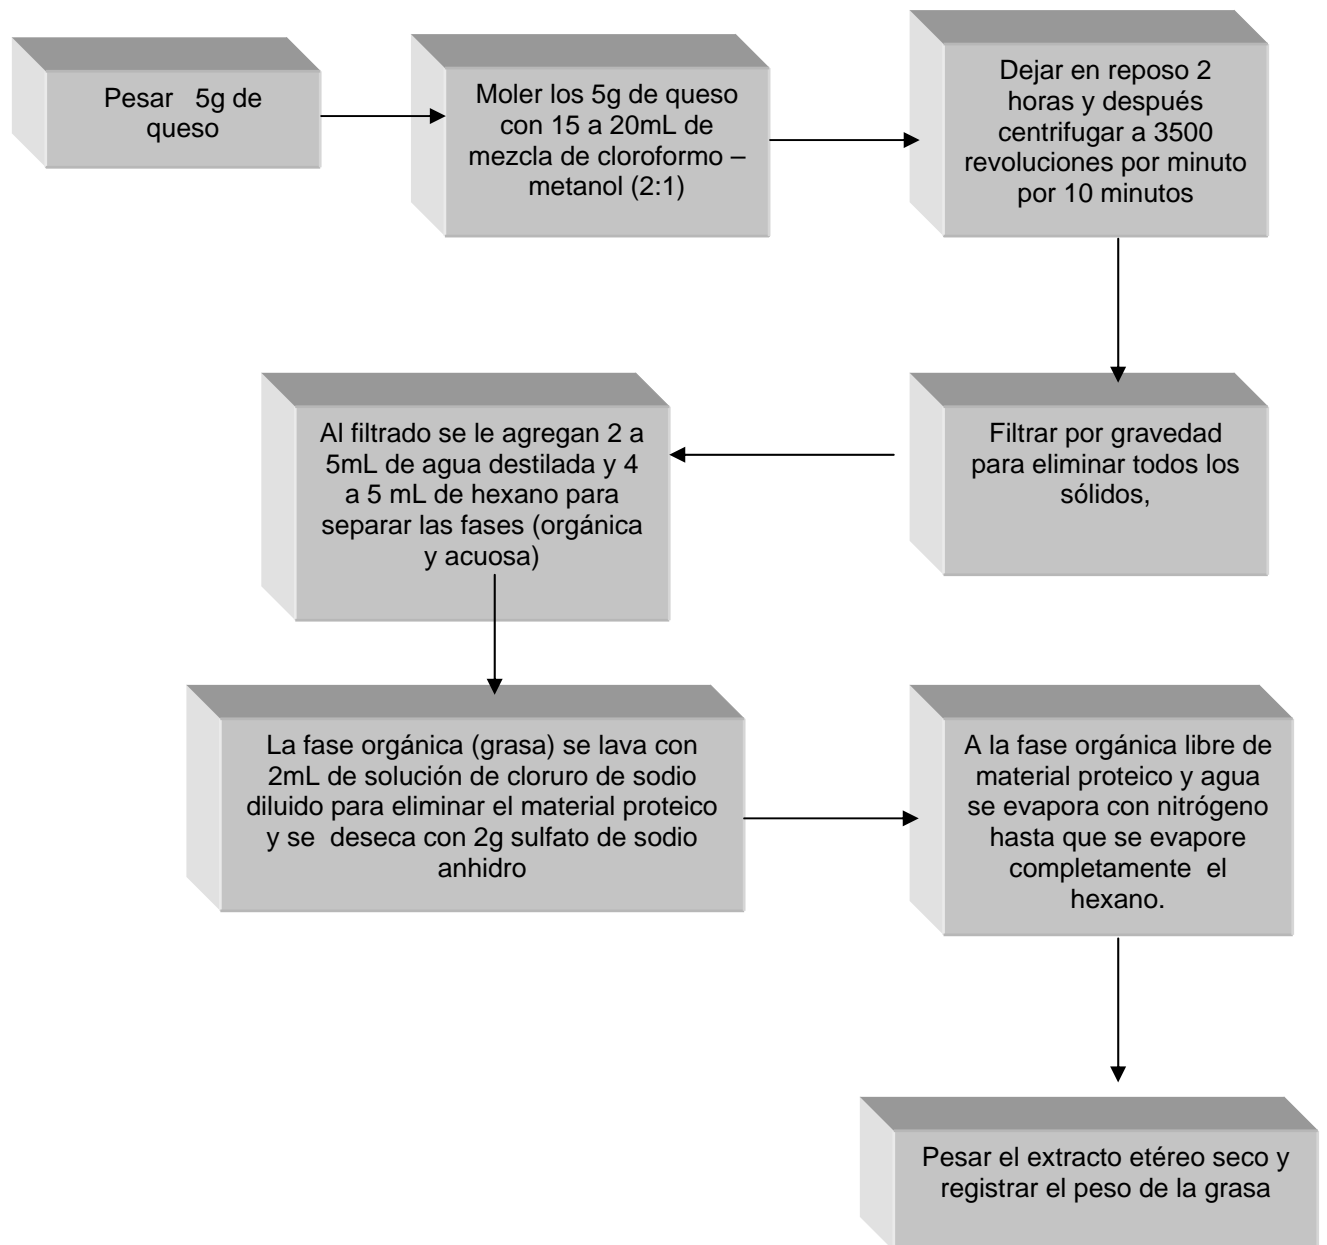 Pesar 5g de
queso
Moler los 5g de queso
con 15 a 20mL de
mezcla de cloroformo –
metanol (2:1)
Dejar en reposo 2
horas y después
centrifugar a 3500
revoluciones por minuto
por 10 minutos
Filtrar por gravedad
para eliminar todos los
sólidos,
Al filtrado se le agregan 2 a
5mL de agua destilada y 4
a 5 mL de hexano para
separar las fases (orgánica
y acuosa)
La fase orgánica (grasa) se lava con
2mL de solución de cloruro de sodio
diluido para eliminar el material proteico
y se deseca con 2g sulfato de sodio
anhidro
A la fase orgánica libre de
material proteico y agua
se evapora con nitrógeno
hasta que se evapore
completamente el
hexano.
Pesar el extracto etéreo seco y
registrar el peso de la grasa